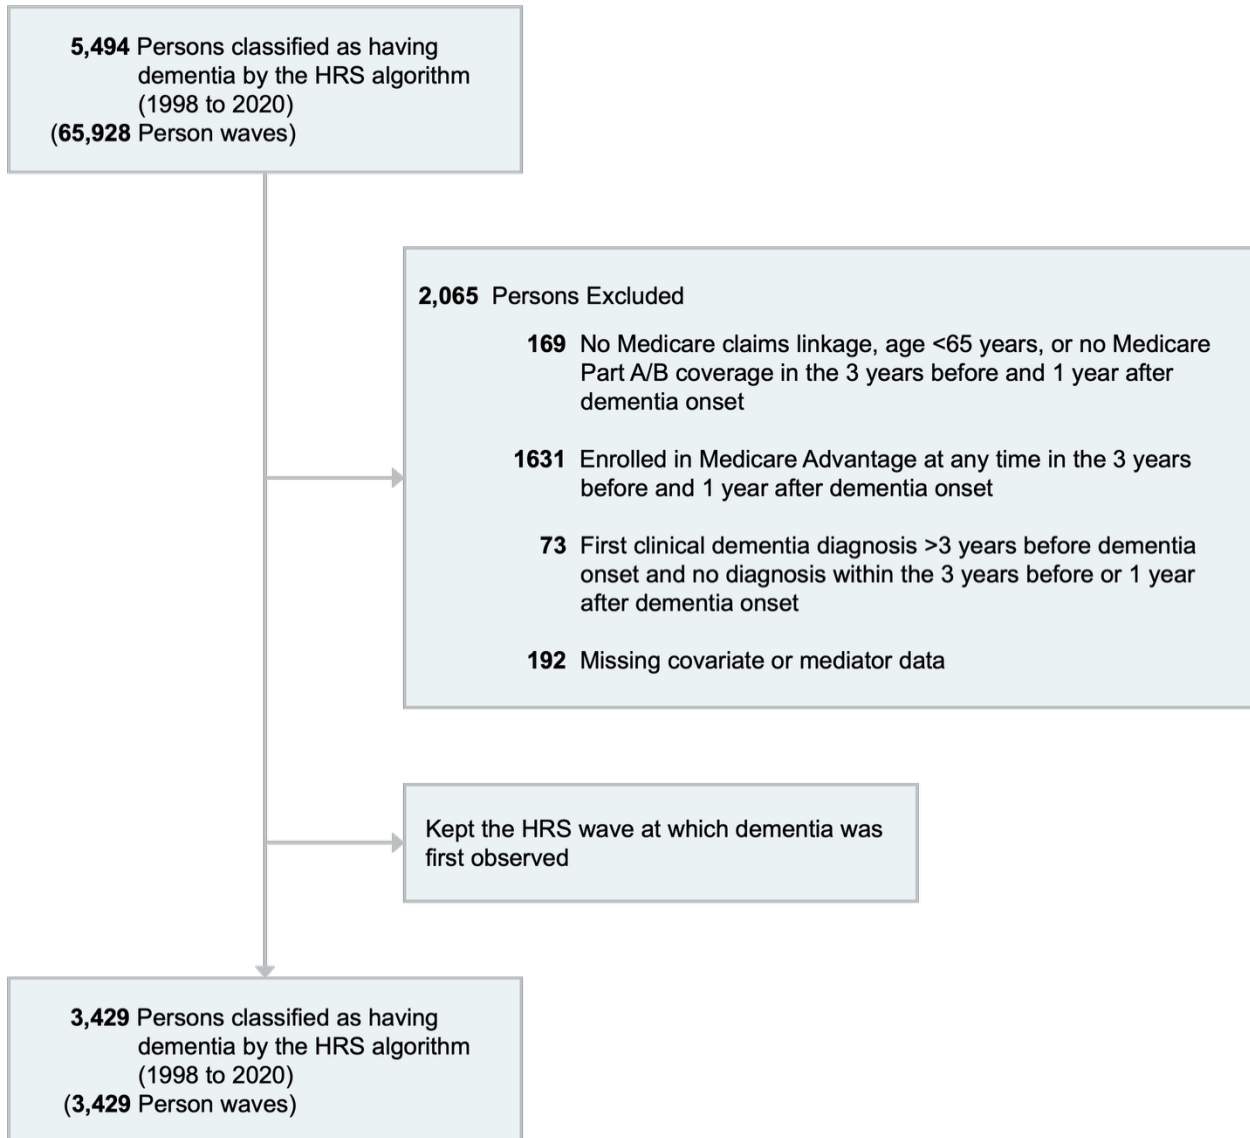 5,494 Persons classified as having
dementia by the HRS algorithm
(1998 to 2020)
(65,928 Person waves)
2,065 Persons Excluded
169 No Medicare claims linkage, age <65 years, or no Medicare
Part A/B coverage in the 3 years before and 1 year after
dementia onset
1631 Enrolled in Medicare Advantage at any time in the 3 years
before and 1 year after dementia onset
73 First clinical dementia diagnosis >3 years before dementia
onset and no diagnosis within the 3 years before or 1 year
after dementia onset
192 Missing covariate or mediator data
Kept the HRS wave at which dementia was
first observed
3,429 Persons classified as having
dementia by the HRS algorithm
(1998 to 2020)
(3,429 Person waves)